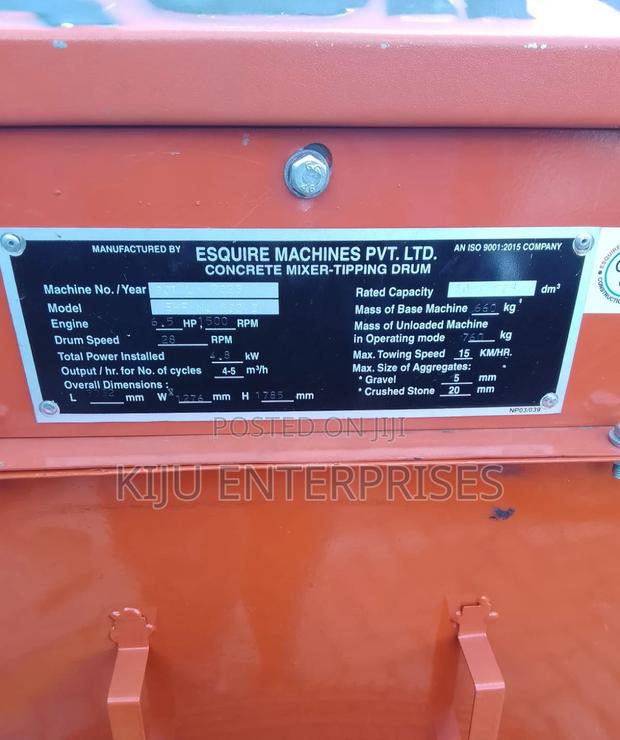 MANUFACTURED BY ESQUIRE MACHINES PVT. LTD. AN ISO 9001:2015 COMPANY
CONCRETE MIXER-TIPPING DRUM
Machine No. / Year
Model
Engine 6.5 HP 1500 RPM
Drum Speed 28 RPM
Total Power Installed 4.8 kW
Output / hr. for No. of cycles 4-5 m³/h
Overall Dimensions :
L mm W 1276 mm H 1785 mm
Rated Capacity dm³
Mass of Base Machine 660 kg
Mass of Unloaded Machine
in Operating mode 760 kg
Max. Towing Speed 15 KM/HR.
Max. Size of Aggregates:
* Gravel 5 mm
* Crushed Stone 20 mm
NP03/039
POSTED ON JIJI
KIJU ENTERPRISES